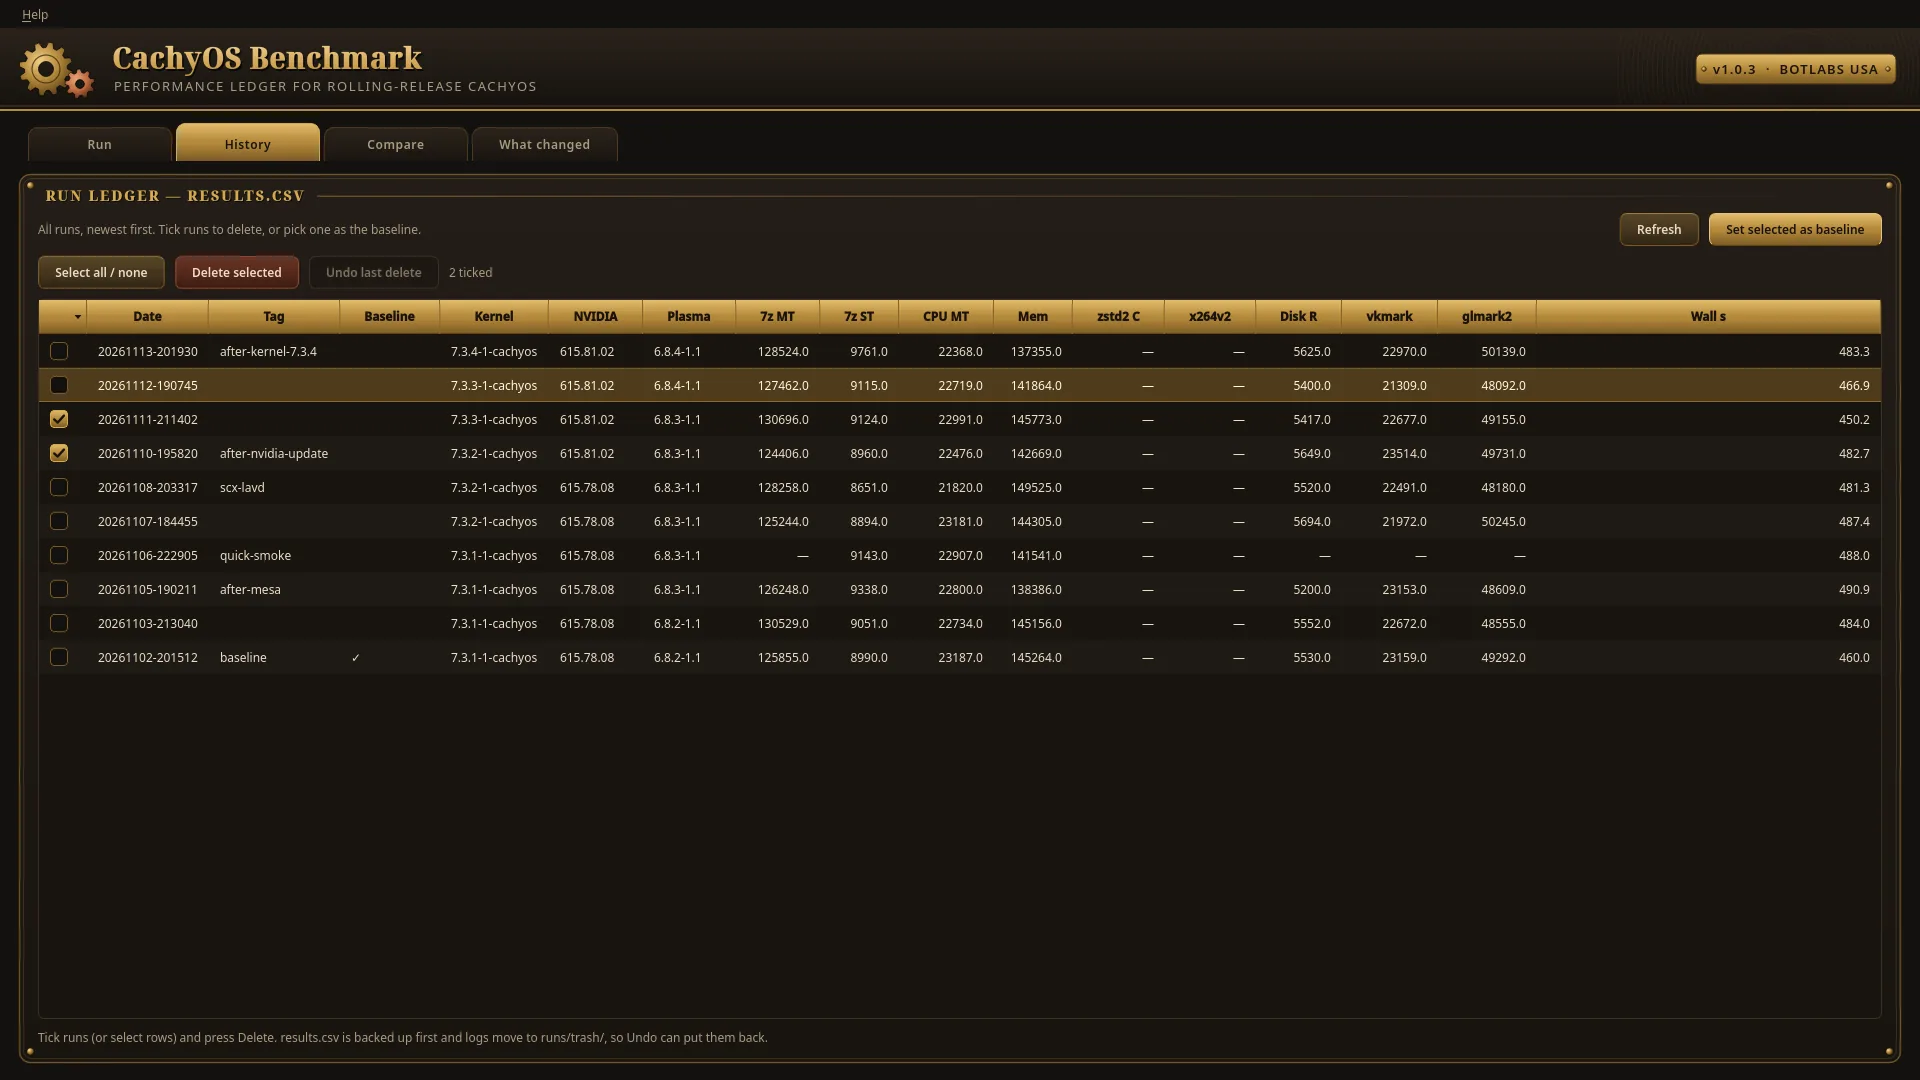 Help
CachyOS Benchmark
PERFORMANCE LEDGER FOR ROLLING-RELEASE CACHYOS
v1.0.3 · BOTLABS USA
Run History Compare What changed
RUN LEDGER — RESULTS.CSV
All runs, newest first. Tick runs to delete, or pick one as the baseline.
Refresh Set selected as baseline
Select all / none Delete selected Undo last delete 2 ticked
Date Tag Baseline Kernel NVIDIA Plasma 7z MT 7z ST CPU MT Mem zstd2 C x264v2 Disk R vkmark glmark2 Wall s
20261113-201930 after-kernel-7.3.4 7.3.4-1-cachyos 615.81.02 6.8.4-1.1 128524.0 9761.0 22368.0 137355.0 — — 5625.0 22970.0 50139.0 483.3
20261112-190745 7.3.3-1-cachyos 615.81.02 6.8.4-1.1 127462.0 9115.0 22719.0 141864.0 — — 5400.0 21309.0 48092.0 466.9
20261111-211402 7.3.3-1-cachyos 615.81.02 6.8.3-1.1 130696.0 9124.0 22991.0 145773.0 — — 5417.0 22677.0 49155.0 450.2
20261110-195820 after-nvidia-update 7.3.2-1-cachyos 615.81.02 6.8.3-1.1 124406.0 8960.0 22476.0 142669.0 — — 5649.0 23514.0 49731.0 482.7
20261108-203317 scx-lavd 7.3.2-1-cachyos 615.78.08 6.8.3-1.1 128258.0 8651.0 21820.0 149525.0 — — 5520.0 22491.0 48180.0 481.3
20261107-184455 7.3.2-1-cachyos 615.78.08 6.8.3-1.1 125244.0 8894.0 23181.0 144305.0 — — 5694.0 21972.0 50245.0 487.4
20261106-222905 quick-smoke 7.3.1-1-cachyos 615.78.08 6.8.3-1.1 — 9143.0 22907.0 141541.0 — — — — — 488.0
20261105-190211 after-mesa 7.3.1-1-cachyos 615.78.08 6.8.3-1.1 126248.0 9338.0 22800.0 138386.0 — — 5200.0 23153.0 48609.0 490.9
20261103-213040 7.3.1-1-cachyos 615.78.08 6.8.2-1.1 130529.0 9051.0 22734.0 145156.0 — — 5552.0 22672.0 48555.0 484.0
20261102-201512 baseline ✓ 7.3.1-1-cachyos 615.78.08 6.8.2-1.1 125855.0 8990.0 23187.0 145264.0 — — 5530.0 23159.0 49292.0 460.0
Tick runs (or select rows) and press Delete. results.csv is backed up first and logs move to runs/trash/, so Undo can put them back.